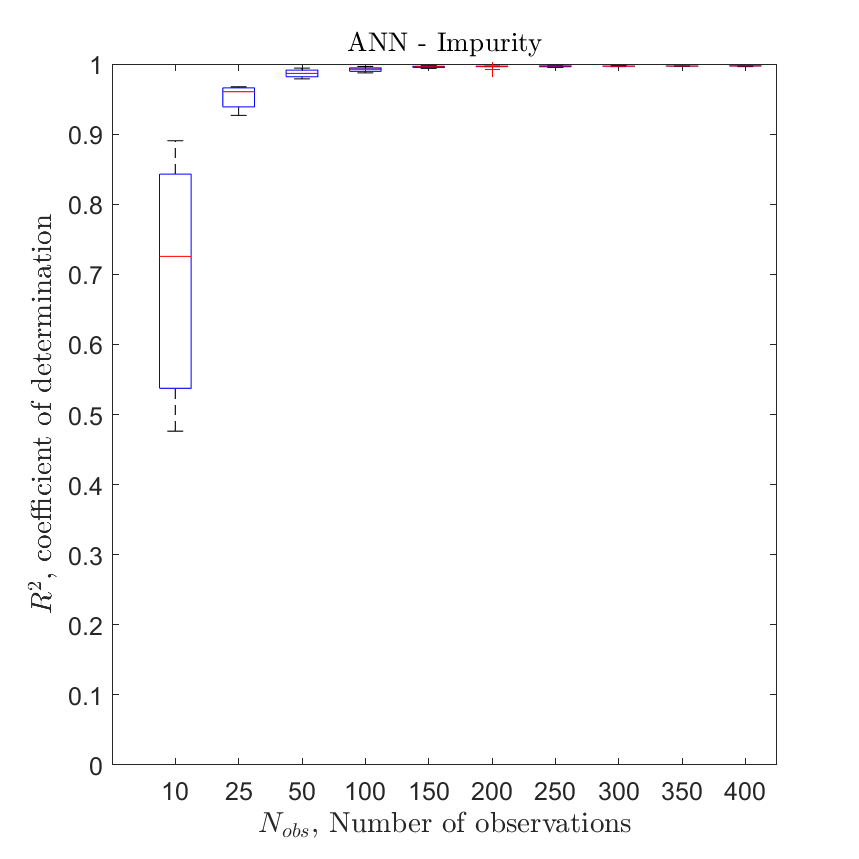 ANN - Impurity
1
0.9
0.8
0.7
0.6
0.5
0.4
0.3
0.2
0.1
0
R², coefficient of determination
10 25 50 100 150 200 250 300 350 400
N_obs, Number of observations